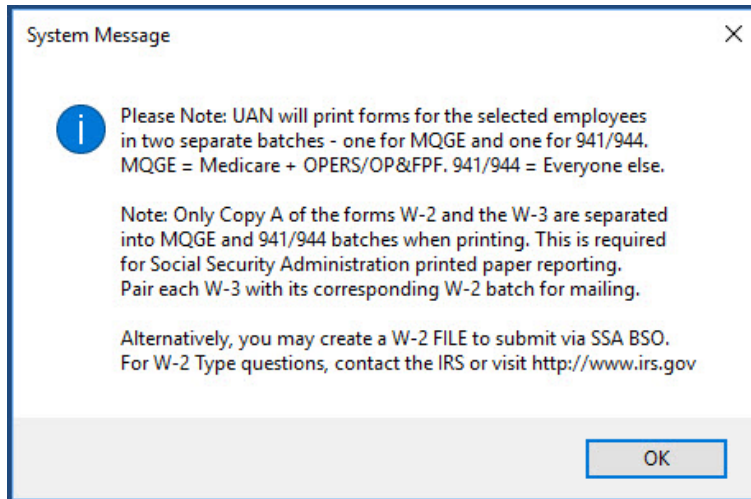 System Message
Please Note: UAN will print forms for the selected employees
in two separate batches - one for MQGE and one for 941/944.
MQGE = Medicare + OPERS/OP&FPF. 941/944 = Everyone else.
Note: Only Copy A of the forms W-2 and the W-3 are separated
into MQGE and 941/944 batches when printing. This is required
for Social Security Administration printed paper reporting.
Pair each W-3 with its corresponding W-2 batch for mailing.
Alternatively, you may create a W-2 FILE to submit via SSA BSO.
For W-2 Type questions, contact the IRS or visit http://www.irs.gov
OK